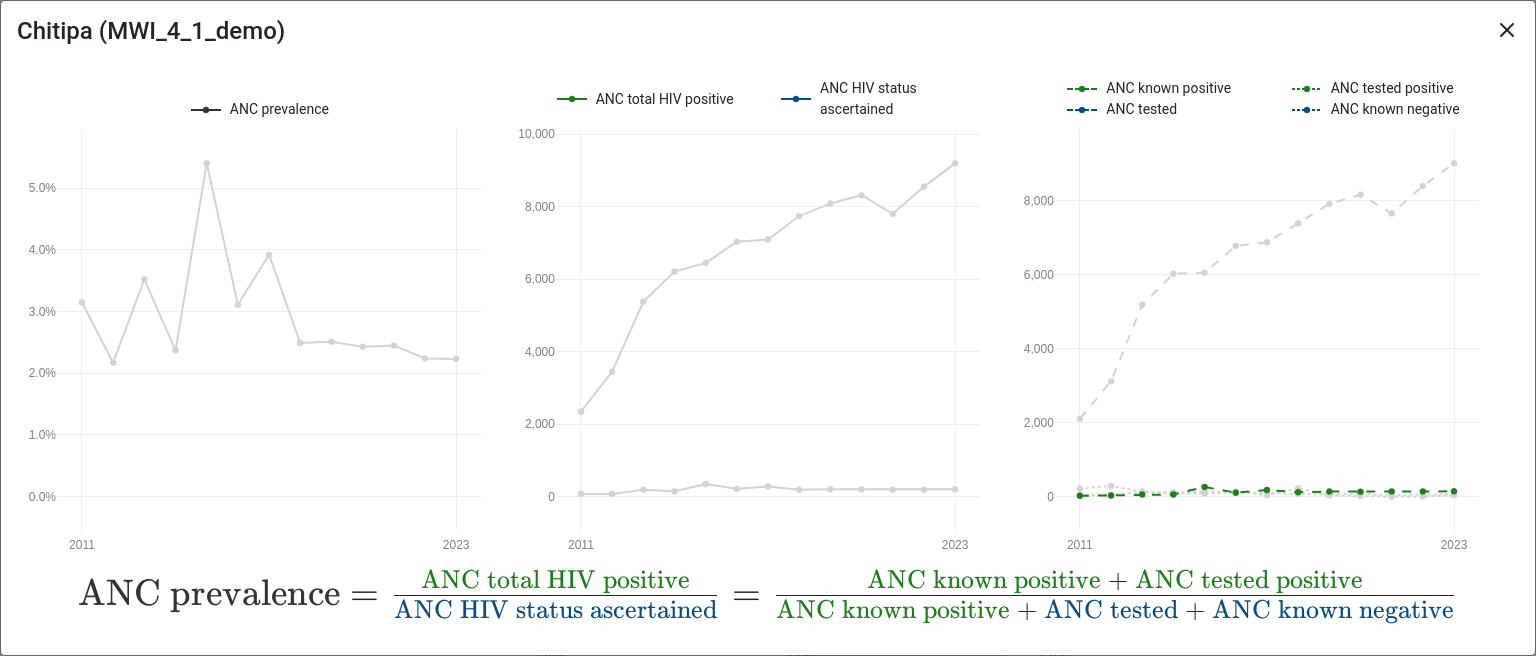 Chitipa (MWI_4_1_demo)
ANC prevalence
5.0%
4.0%
3.0%
2.0%
1.0%
0.0%
2011
2023
ANC total HIV positive
ANC HIV status
ascertained
10,000
8,000
6,000
4,000
2,000
0
2011
2023
ANC known positive
ANC tested positive
ANC tested
ANC known negative
8,000
6,000
4,000
2,000
0
2011
2023
ANC prevalence = ANC total HIV positive / ANC HIV status ascertained = ANC known positive + ANC tested positive / ANC known positive + ANC tested + ANC known negative